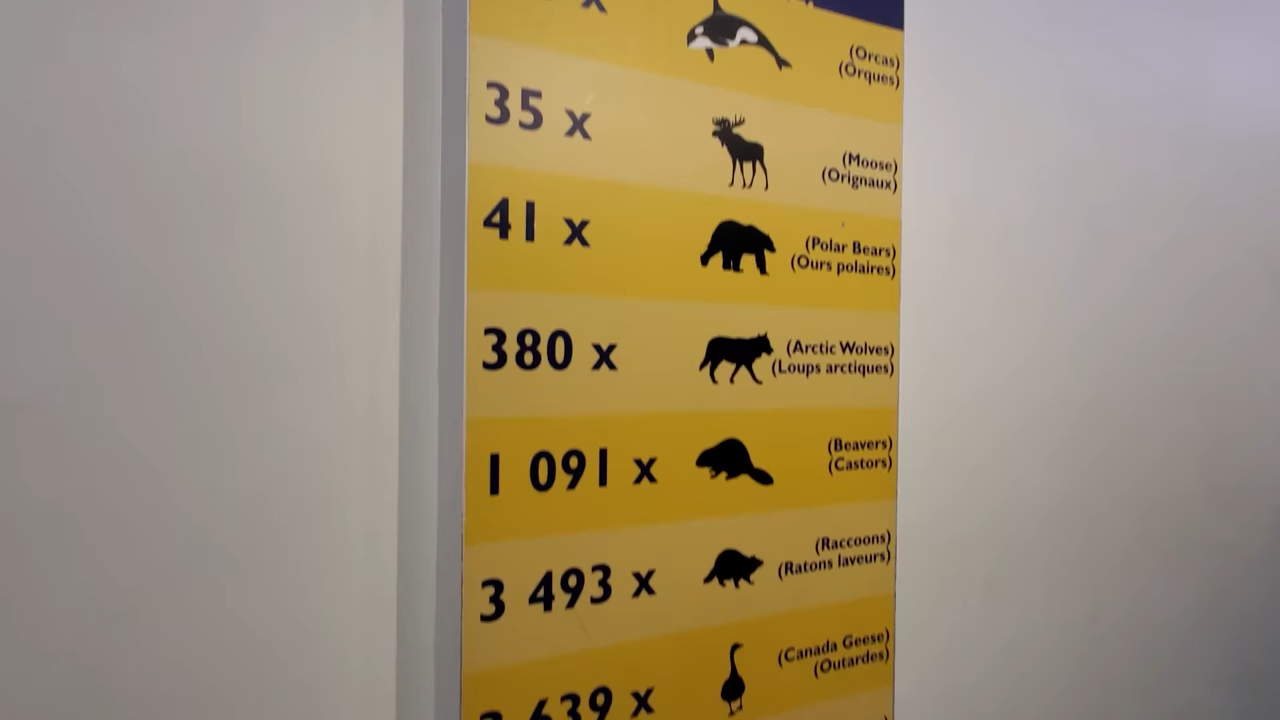 x
(Orcas)
(Orques)
35 x
(Moose)
(Orignaux)
41 x
(Polar Bears)
(Ours polaires)
380 x
(Arctic Wolves)
(Loups arctiques)
1 091 x
(Beavers)
(Castors)
3 493 x
(Raccoons)
(Ratons laveurs)
(Canada Geese)
(Outardes)
639 x